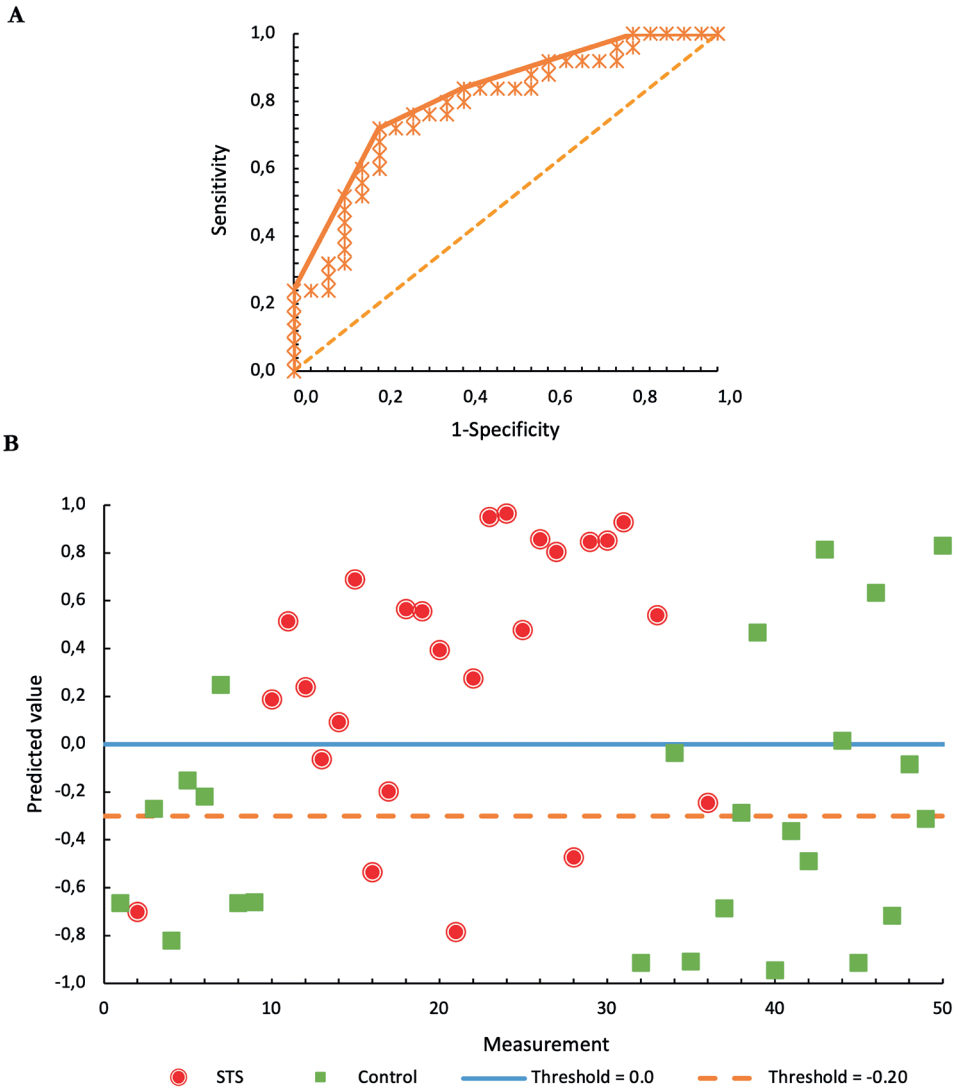 A
1,0
0,8
0,6
0,4
0,2
0,0
Sensitivity
0,0 0,2 0,4 0,6 0,8 1,0
1-Specificity
B
1,0
0,8
0,6
0,4
0,2
0,0
-0,2
-0,4
-0,6
-0,8
-1,0
Predicted value
0 10 20 30 40 50
Measurement
STS Control Threshold = 0.0 Threshold = -0.20